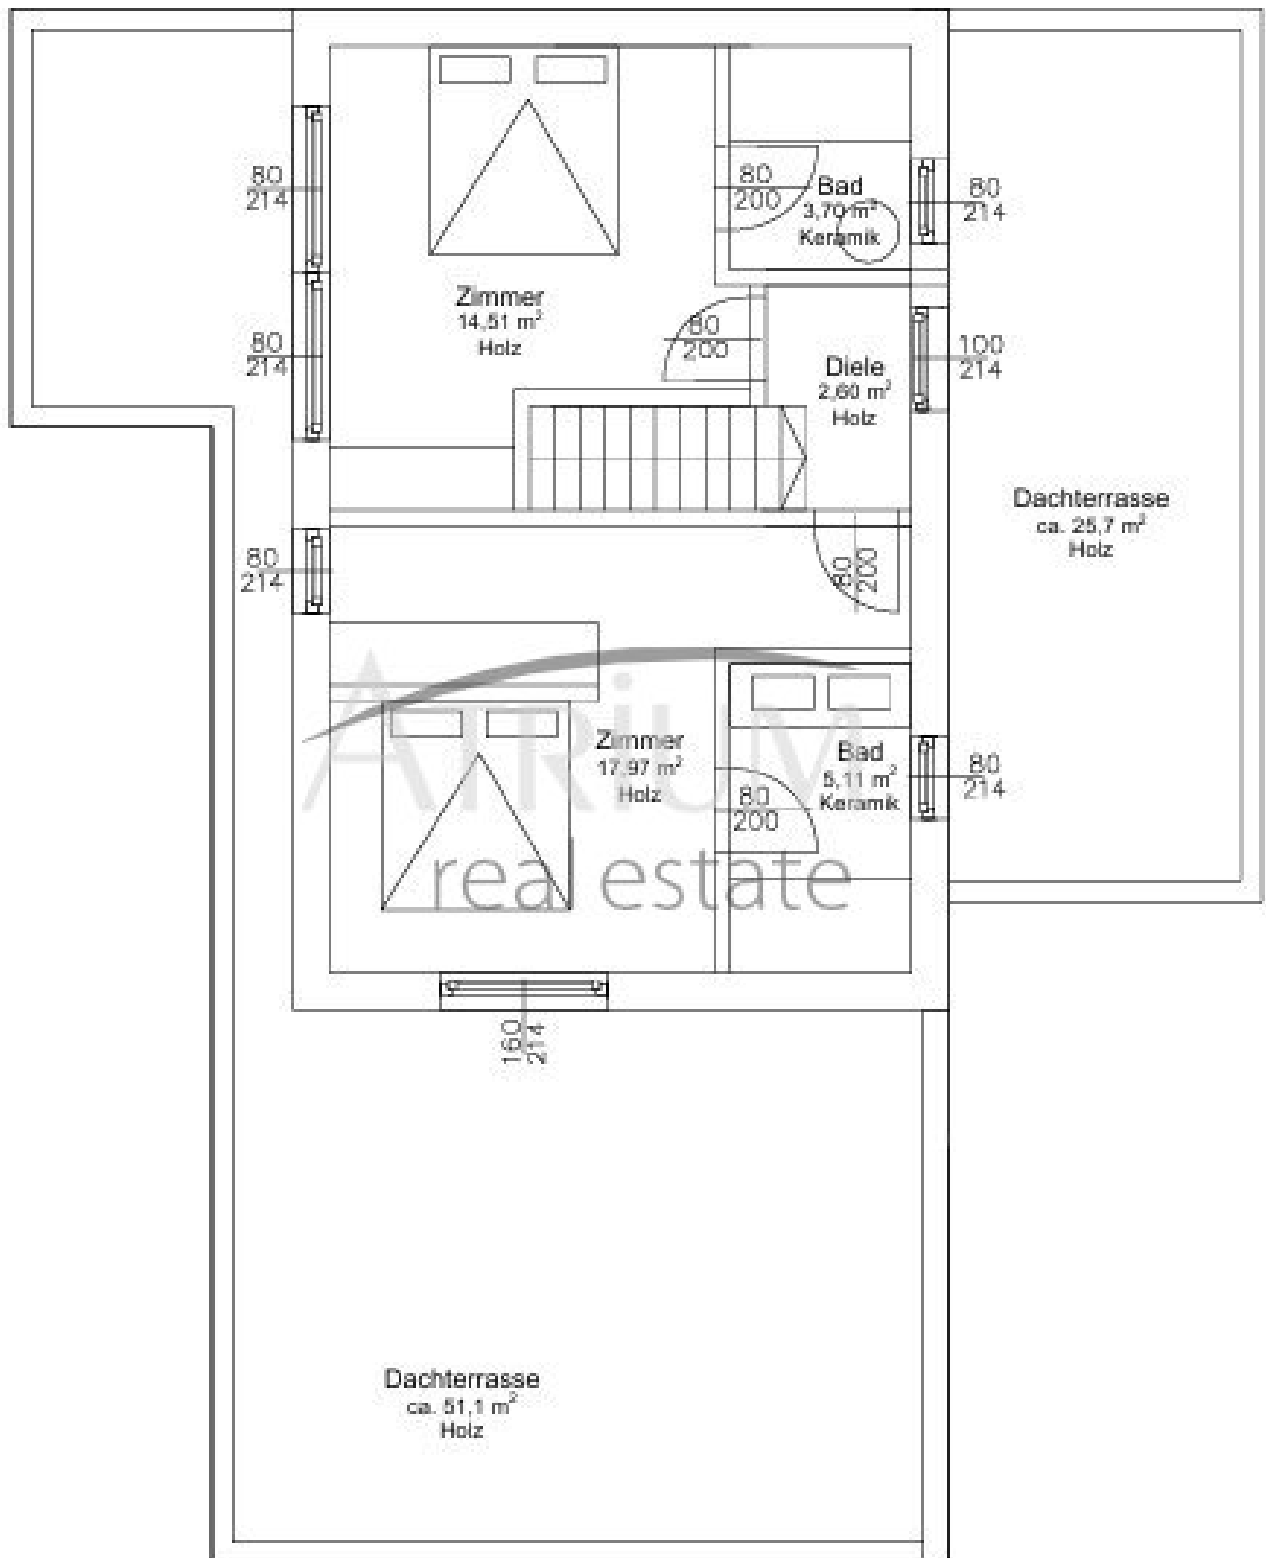 80
214
80
214
80
214
Zimmer
14,51 m²
Holz
80
200
Bad
3,70 m²
Keramik
80
214
80
200
Diele
2,60 m²
Holz
100
214
Dachterrasse
ca. 25,7 m²
Holz
80
200
ATRIUM
real estate
Zimmer
17,97 m²
Holz
80
200
Bad
5,11 m²
Keramik
80
214
160
214
Dachterrasse
ca. 51,1 m²
Holz